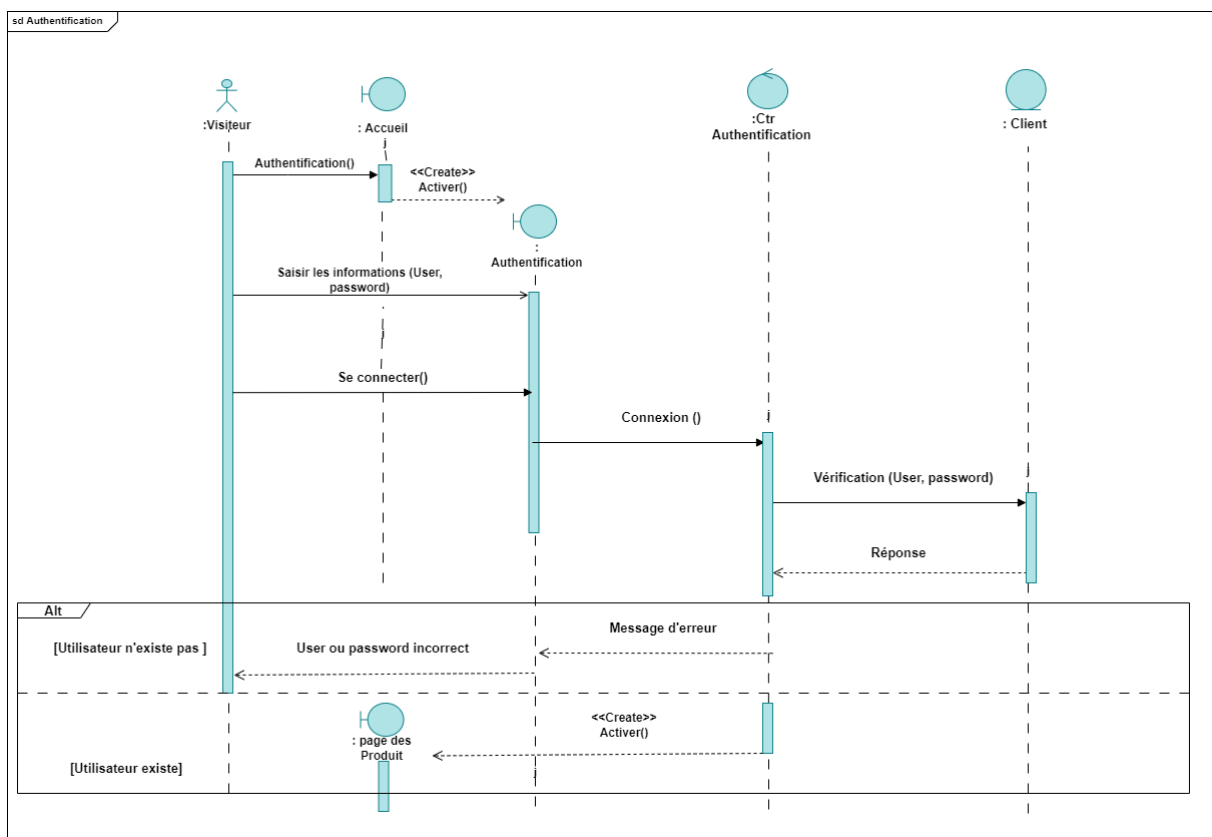 sd Authentification
:Visiteur
: Accueil
j
:Ctr
Authentification
: Client
Authentification()
<<Create>>
Activer()
:
Authentification
Saisir les informations (User,
password)
j
Se connecter()
Connexion ()
j
Vérification (User, password)
j
Réponse
Alt
[Utilisateur n'existe pas ]
User ou password incorrect
Message d'erreur
<<Create>>
Activer()
: page des
Produit
[Utilisateur existe]
j